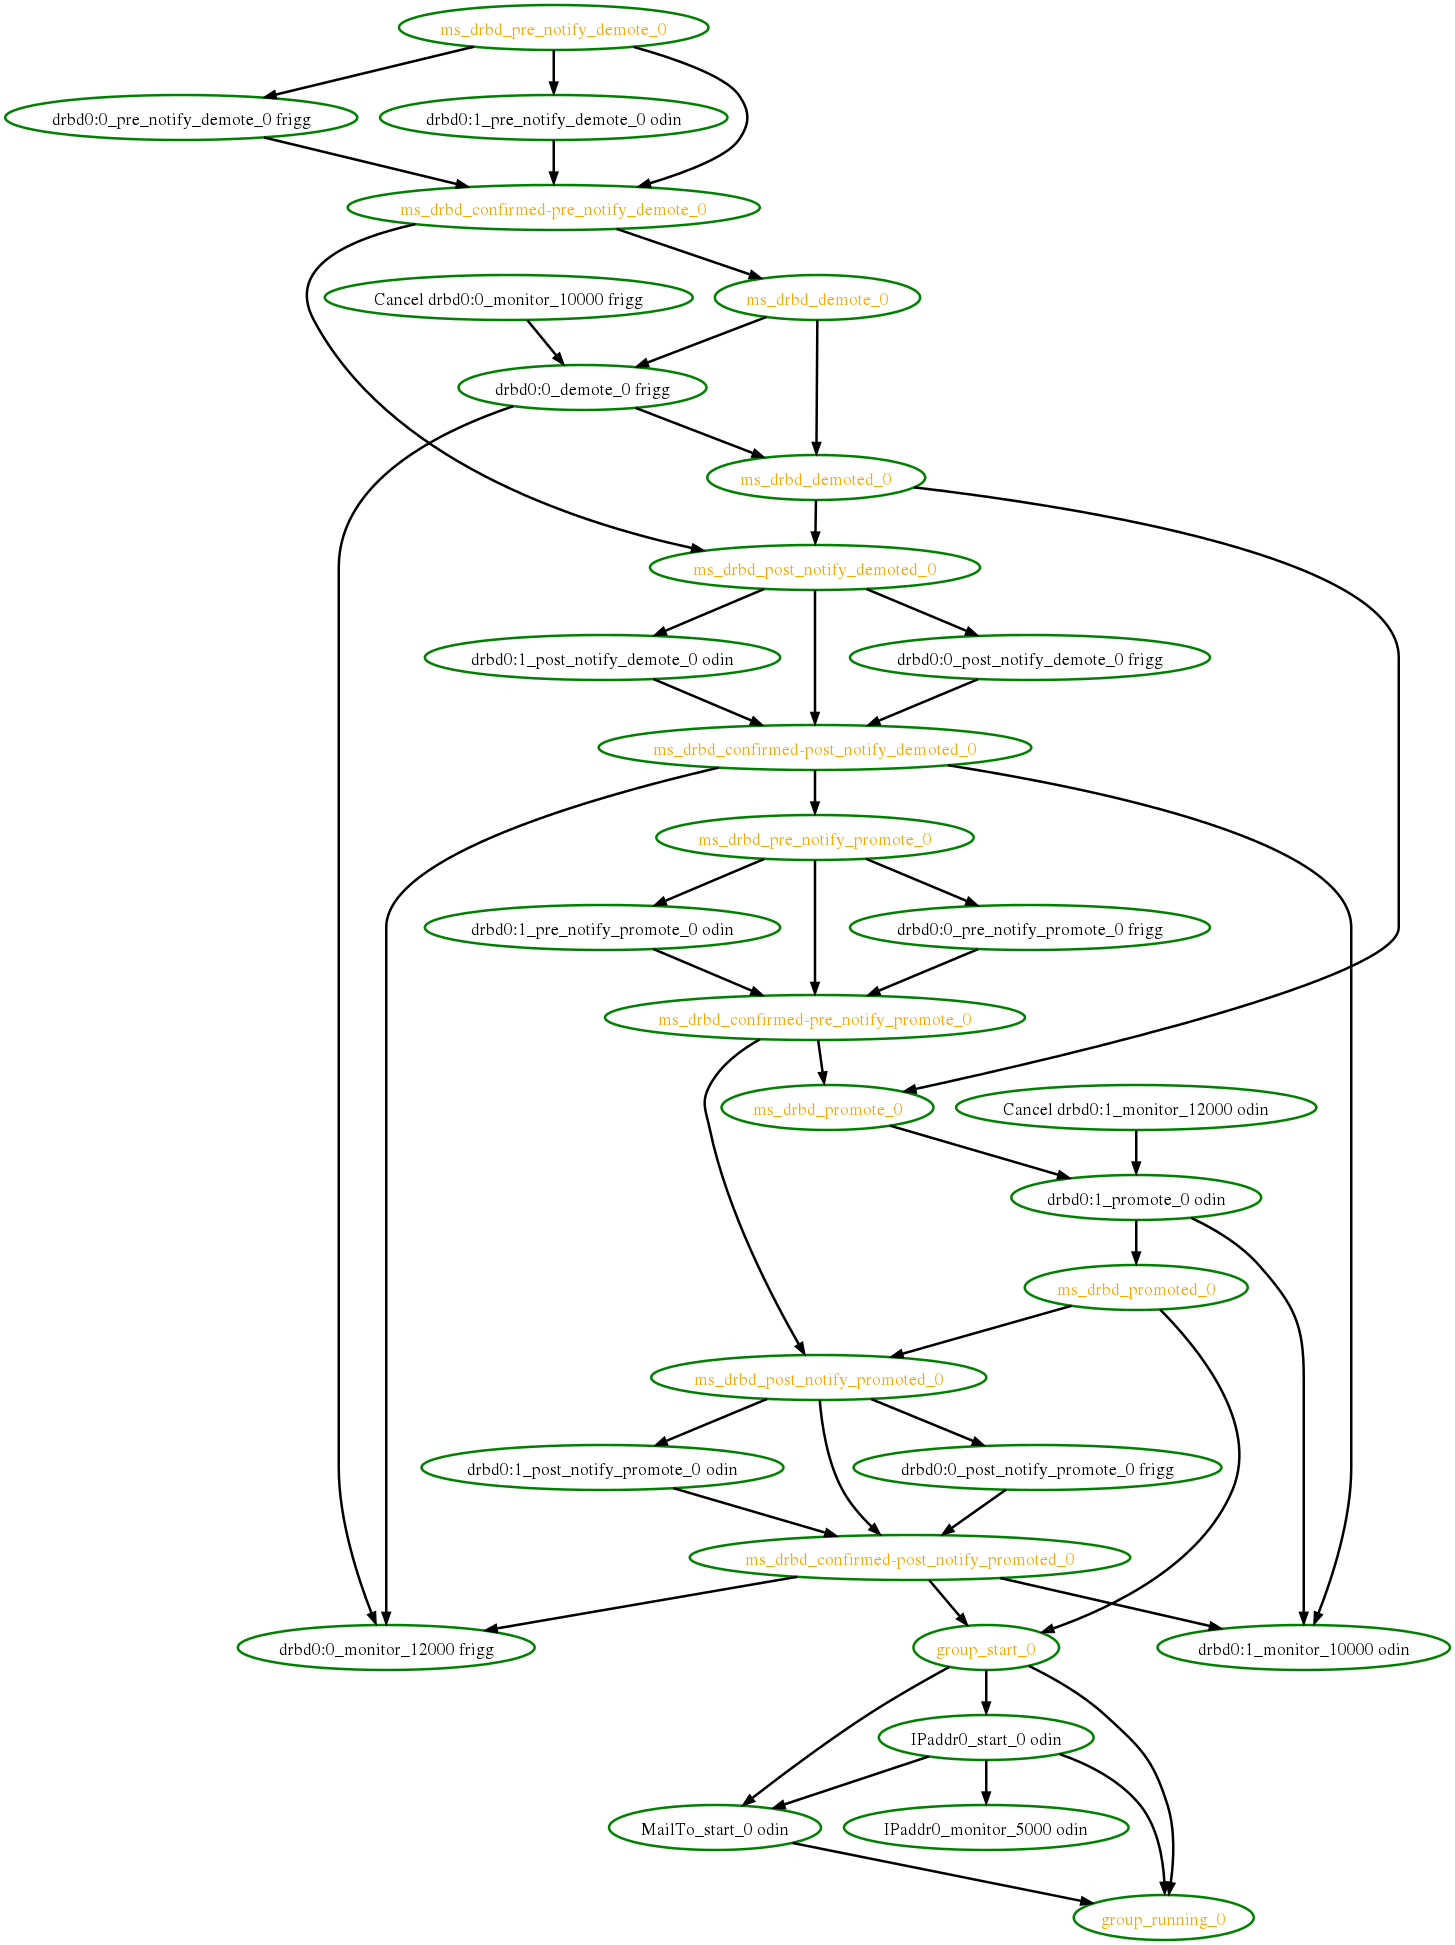 ms_drbd_pre_notify_demote_0
drbd0:0_pre_notify_demote_0 frigg
drbd0:1_pre_notify_demote_0 odin
ms_drbd_confirmed-pre_notify_demote_0
Cancel drbd0:0_monitor_10000 frigg
ms_drbd_demote_0
drbd0:0_demote_0 frigg
ms_drbd_demoted_0
ms_drbd_post_notify_demoted_0
drbd0:1_post_notify_demote_0 odin
drbd0:0_post_notify_demote_0 frigg
ms_drbd_confirmed-post_notify_demoted_0
ms_drbd_pre_notify_promote_0
drbd0:1_pre_notify_promote_0 odin
drbd0:0_pre_notify_promote_0 frigg
ms_drbd_confirmed-pre_notify_promote_0
ms_drbd_promote_0
Cancel drbd0:1_monitor_12000 odin
drbd0:1_promote_0 odin
ms_drbd_promoted_0
ms_drbd_post_notify_promoted_0
drbd0:1_post_notify_promote_0 odin
drbd0:0_post_notify_promote_0 frigg
ms_drbd_confirmed-post_notify_promoted_0
drbd0:0_monitor_12000 frigg
group_start_0
drbd0:1_monitor_10000 odin
IPaddr0_start_0 odin
MailTo_start_0 odin
IPaddr0_monitor_5000 odin
group_running_0